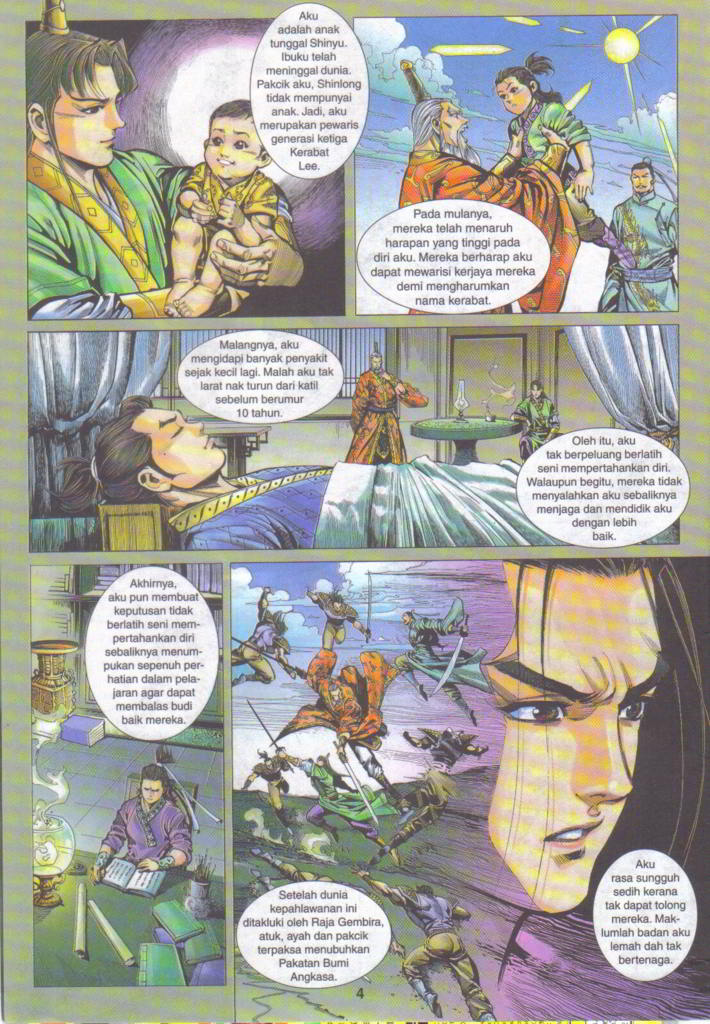 Aku
adalah anak
tunggal Shinyu.
Ibuku telah
meninggal dunia.
Pakcik aku, Shinlong
tidak mempunyai
anak. Jadi, aku
merupakan pewaris
generasi ketiga
Kerabat
Lee.
Pada mulanya,
mereka telah menaruh
harapan yang tinggi pada
diri aku. Mereka berharap aku
dapat mewarisi kerjaya mereka
demi mengharumkan
nama kerabat.
Malangnya, aku
mengidapi banyak penyakit
sejak kecil lagi. Malah aku tak
larat nak turun dari katil
sebelum berumur
10 tahun.
Oleh itu, aku
tak berpeluang berlatih
seni mempertahankan diri.
Walaupun begitu, mereka tidak
menyalahkan aku sebaliknya
menjaga dan mendidik aku
dengan lebih
baik.
Akhirnya,
aku pun membuat
keputusan tidak
berlatih seni mem-
pertahankan diri
sebaliknya menum-
pukan sepenuh per-
hatian dalam pela-
jaran agar dapat
membalas budi
baik mereka.
Setelah dunia
kepahlawanan ini
ditakluki oleh Raja Gembira,
atuk, ayah dan pakcik
terpaksa menubuhkan
Pakatan Bumi
Angkasa.
Aku
rasa sungguh
sedih kerana
tak dapat tolong
mereka. Mak-
lumlah badan aku
lemah dah tak
bertenaga.
4